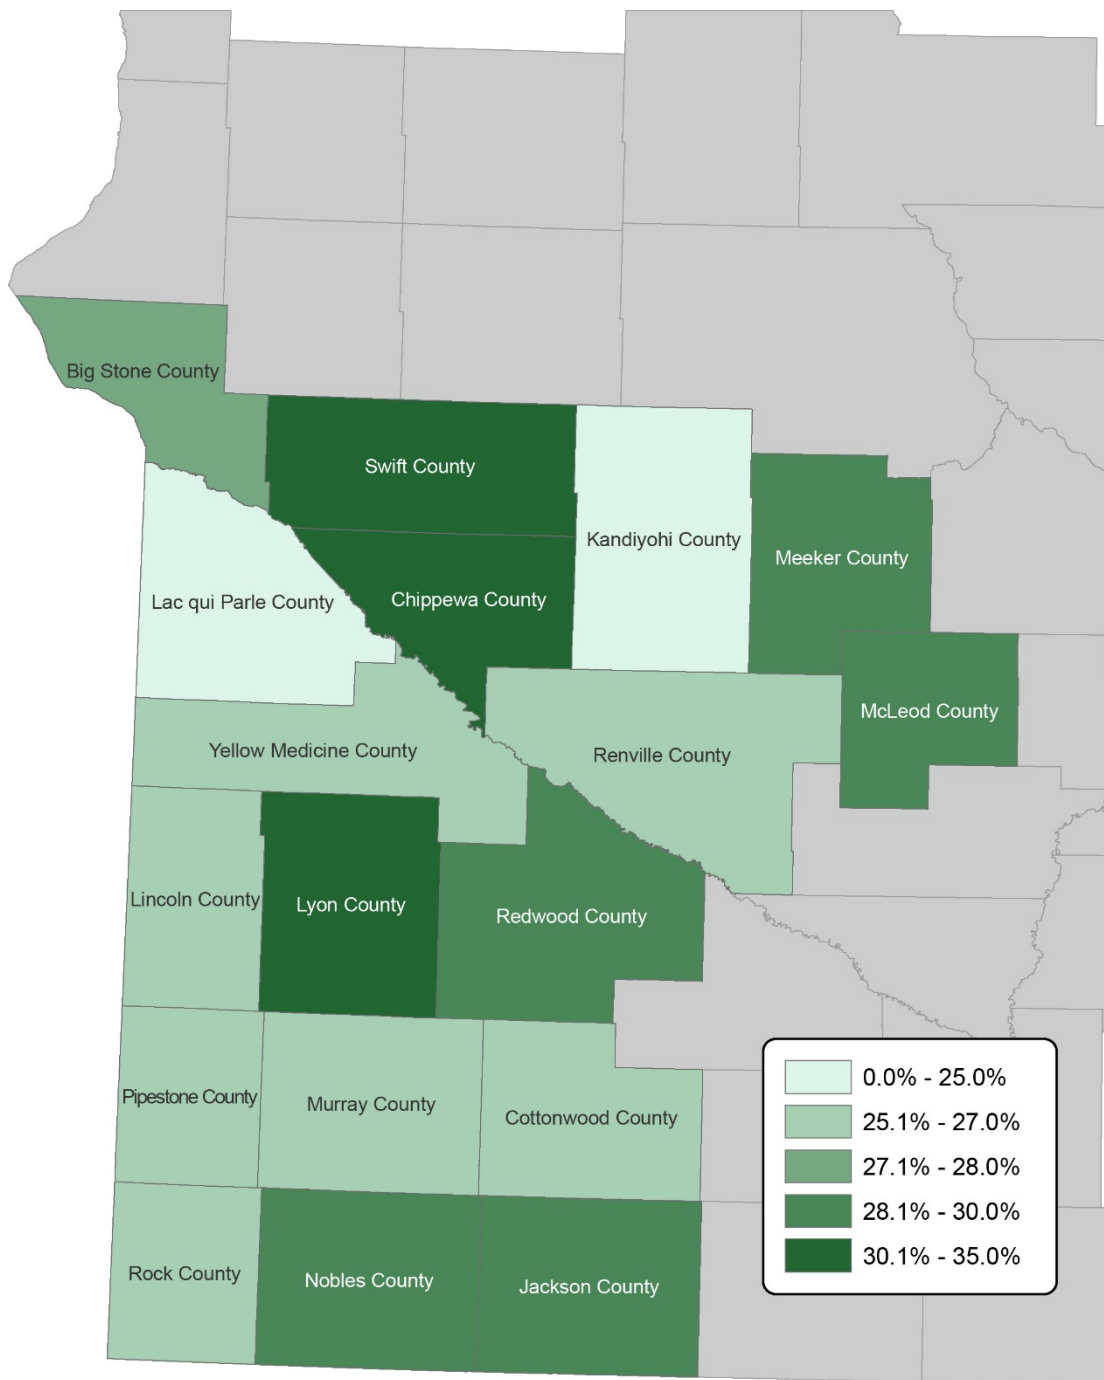 Big Stone County
Swift County
Kandiyohi County
Meeker County
Lac qui Parle County
Chippewa County
McLeod County
Yellow Medicine County
Renville County
Lincoln County
Lyon County
Redwood County
Pipestone County
Murray County
Cottonwood County
Rock County
Nobles County
Jackson County
0.0% - 25.0%
25.1% - 27.0%
27.1% - 28.0%
28.1% - 30.0%
30.1% - 35.0%